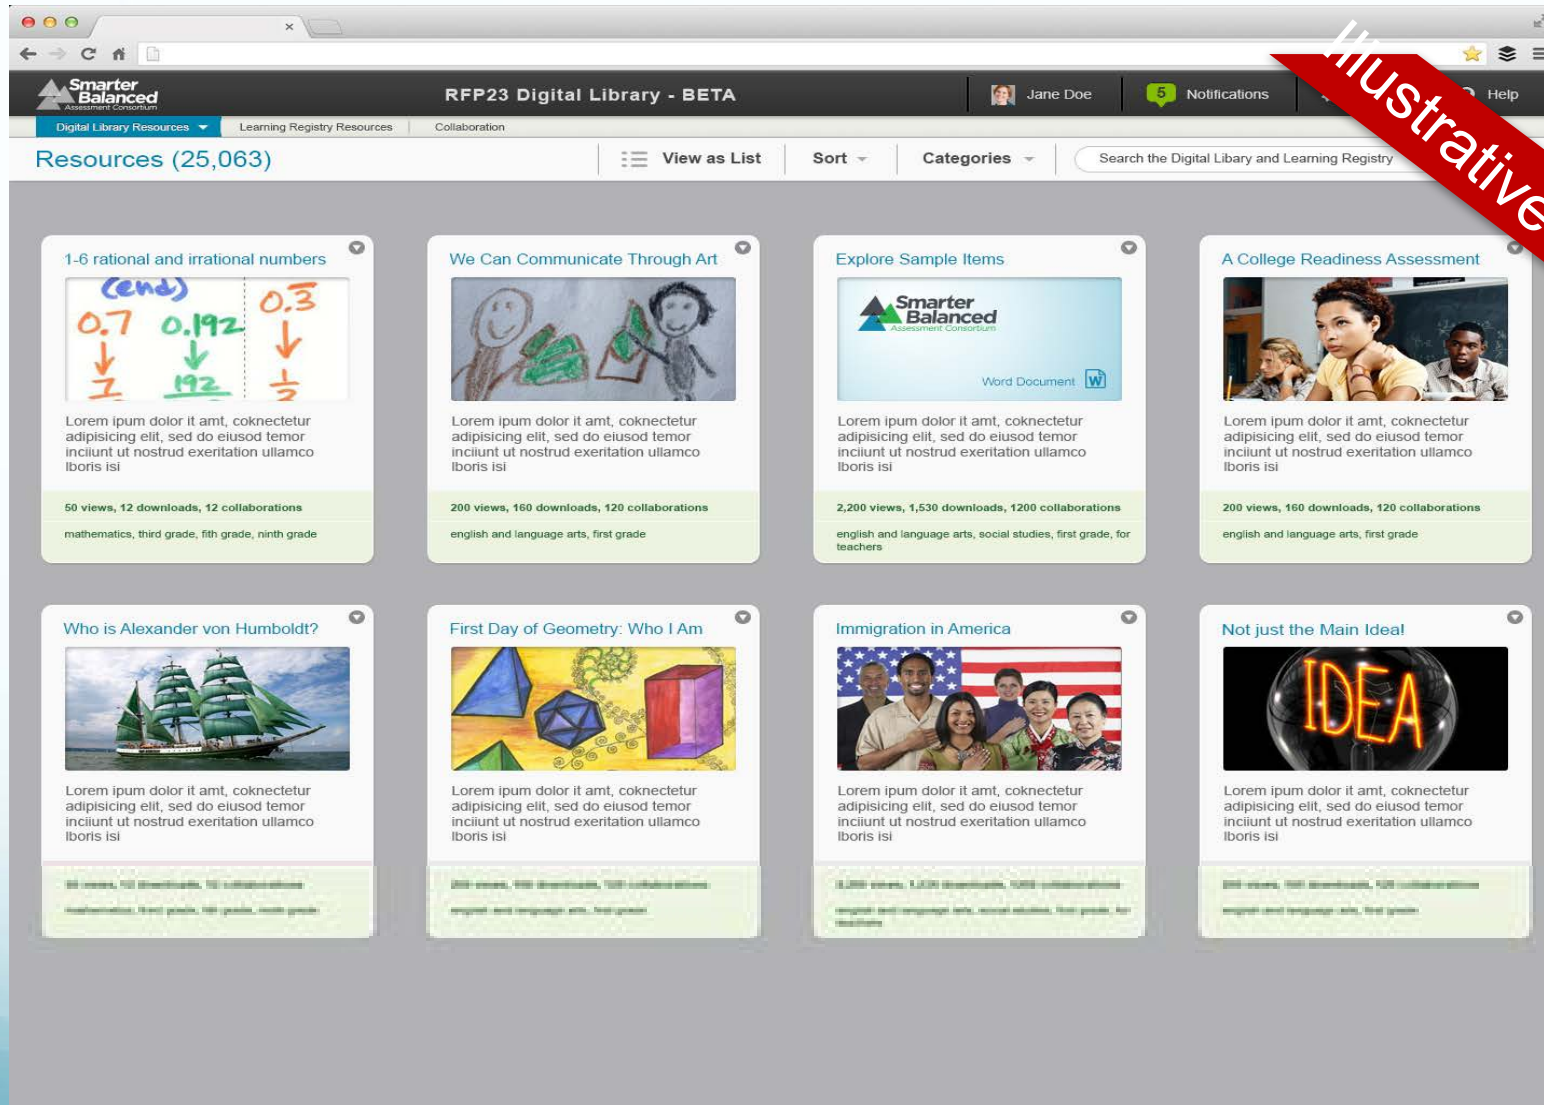 Illustrative
Smarter
Balanced
Assessment Consortium
RFP23 Digital Library - BETA
Jane Doe
5
Notifications
Help
Digital Library Resources
Learning Registry Resources
Collaboration
Resources (25,063)
View as List
Sort
Categories
Search the Digital Libary and Learning Registry
1-6 rational and irrational numbers
(end)
0.7 0.192 0.3
192
Lorem ipum dolor it amt, coknectetur
adipisicing elit, sed do eiusod temor
inciiunt ut nostrud exeritation ullamco
lboris isi
50 views, 12 downloads, 12 collaborations
mathematics, third grade, fith grade, ninth grade
We Can Communicate Through Art
Lorem ipum dolor it amt, coknectetur
adipisicing elit, sed do eiusod temor
inciiunt ut nostrud exeritation ullamco
lboris isi
200 views, 160 downloads, 120 collaborations
english and language arts, first grade
Explore Sample Items
Smarter
Balanced
Assessment Consortium
Word Document
W
Lorem ipum dolor it amt, coknectetur
adipisicing elit, sed do eiusod temor
inciiunt ut nostrud exeritation ullamco
lboris isi
2,200 views, 1,530 downloads, 1200 collaborations
english and language arts, social studies, first grade, for
teachers
A College Readiness Assessment
Lorem ipum dolor it amt, coknectetur
adipisicing elit, sed do eiusod temor
inciiunt ut nostrud exeritation ullamco
lboris isi
200 views, 160 downloads, 120 collaborations
english and language arts, first grade
Who is Alexander von Humboldt?
Lorem ipum dolor it amt, coknectetur
adipisicing elit, sed do eiusod temor
inciiunt ut nostrud exeritation ullamco
lboris isi
First Day of Geometry: Who I Am
Lorem ipum dolor it amt, coknectetur
adipisicing elit, sed do eiusod temor
inciiunt ut nostrud exeritation ullamco
lboris isi
Immigration in America
Lorem ipum dolor it amt, coknectetur
adipisicing elit, sed do eiusod temor
inciiunt ut nostrud exeritation ullamco
lboris isi
Not just the Main Idea!
IDEA
Lorem ipum dolor it amt, coknectetur
adipisicing elit, sed do eiusod temor
inciiunt ut nostrud exeritation ullamco
lboris isi